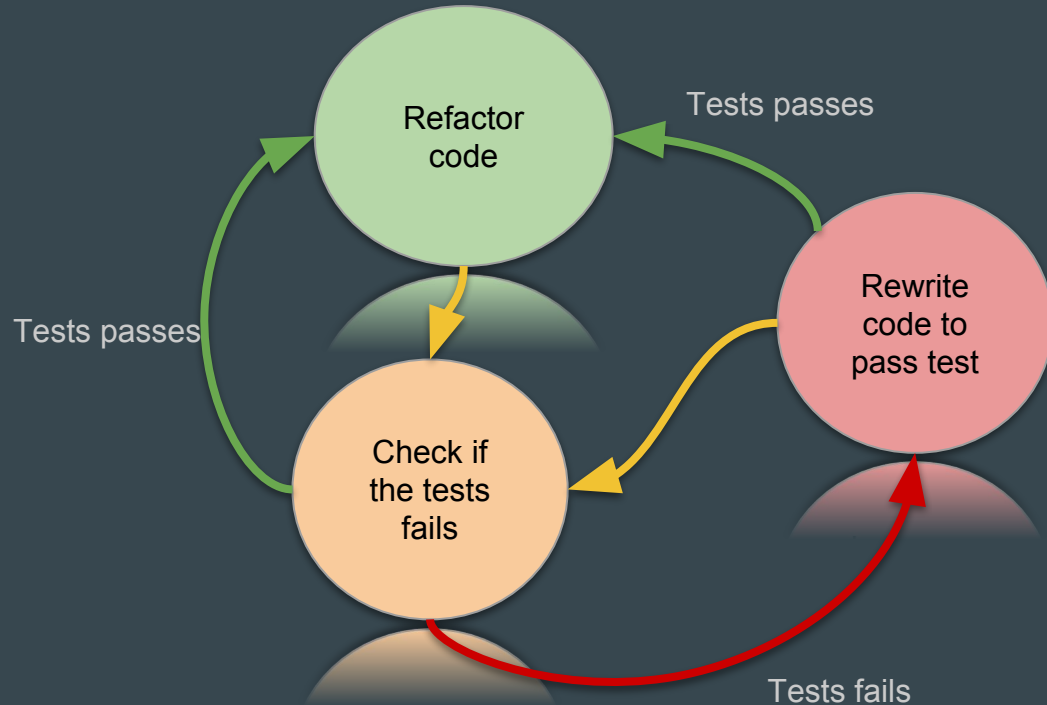 Refactor
code
Tests passes
Rewrite
code to
pass test
Tests passes
Check if
the tests
fails
Tests fails